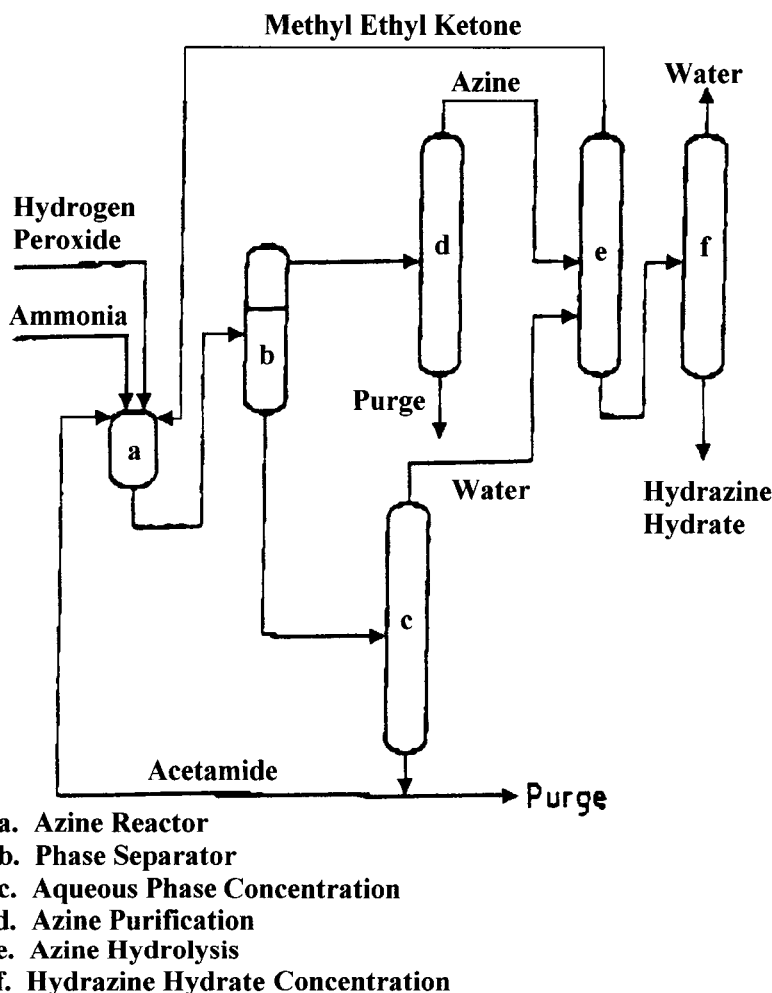 Methyl Ethyl Ketone
Azine
Water
Hydrogen
Peroxide
Ammonia
d
e
f
b
a
Purge
Water
Hydrazine
Hydrate
c
Acetamide
Purge
a. Azine Reactor
b. Phase Separator
c. Aqueous Phase Concentration
d. Azine Purification
e. Azine Hydrolysis
f. Hydrazine Hydrate Concentration